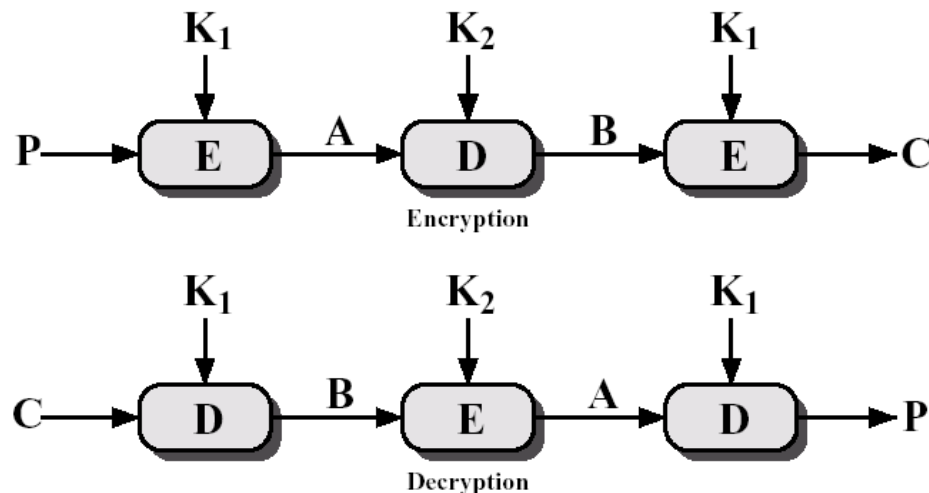 K₁ K₂ K₁
P E A D B E C
Encryption
K₁ K₂ K₁
C D B E A D P
Decryption